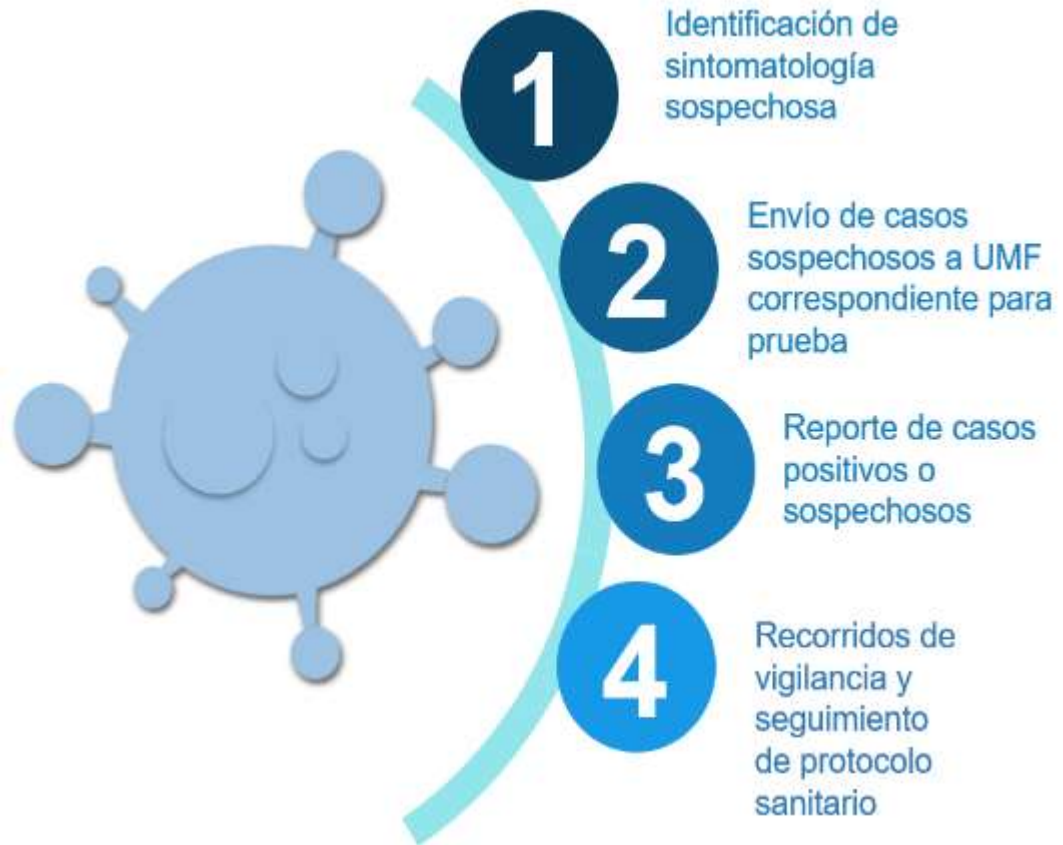 1
Identificación de
sintomatología
sospechosa
2
Envío de casos
sospechosos a UMF
correspondiente para
prueba
3
Reporte de casos
positivos o
sospechosos
4
Recorridos de
vigilancia y
seguimiento
de protocolo
sanitario